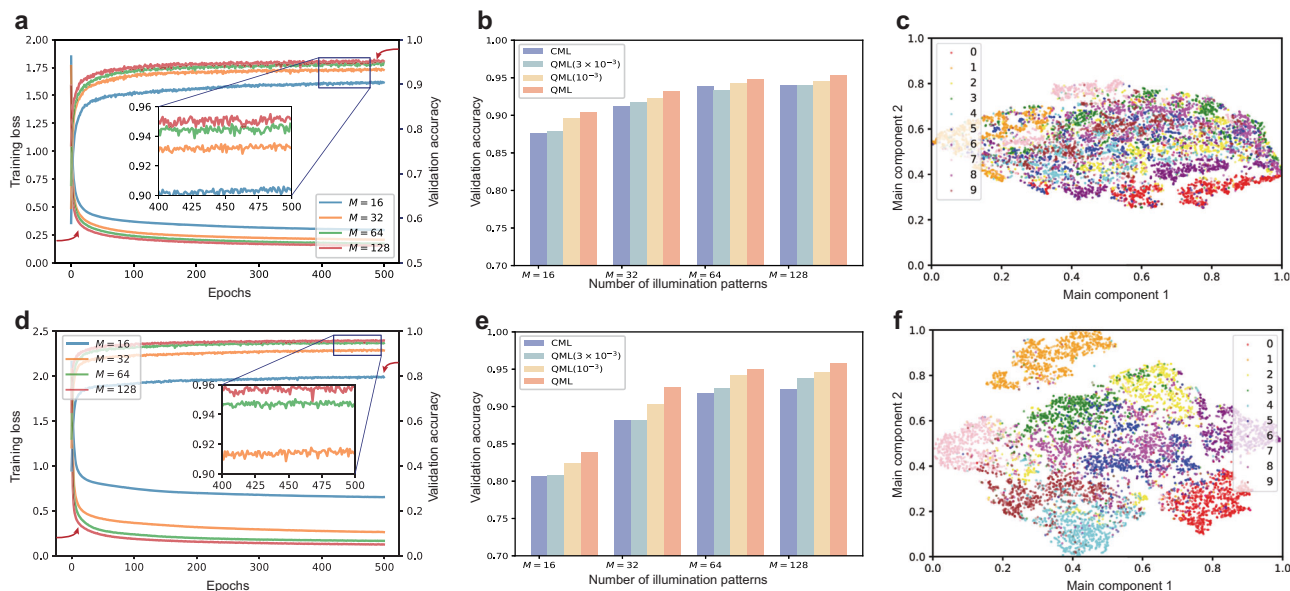 a
2.00
1.75
1.50
1.25
1.00
0.75
0.50
0.25
0.00
Training loss
0
100
200
300
400
500
Epochs
1.0
0.9
0.8
0.7
0.6
0.5
Validation accuracy
0.96
0.94
0.92
0.90
400
425
450
475
500
M = 16
M = 32
M = 64
M = 128
b
1.00
0.95
0.90
0.85
0.80
0.75
0.70
Validation accuracy
CML
QML(3 × 10⁻³)
QML(10⁻³)
QML
M = 16
M = 32
M = 64
M = 128
Number of illumination patterns
c
1.0
0.8
0.6
0.4
0.2
0.0
Main component 2
0
1
2
3
4
5
6
7
8
9
0.0
0.2
0.4
0.6
0.8
1.0
Main component 1
d
2.5
2.0
1.5
1.0
0.5
0.0
Training loss
M = 16
M = 32
M = 64
M = 128
0.96
0.94
0.92
0.90
400
425
450
475
500
1.0
0.8
0.6
0.4
0.2
0.0
Validation accuracy
0
100
200
300
400
500
Epochs
e
1.00
0.95
0.90
0.85
0.80
0.75
0.70
Validation accuracy
CML
QML(3 × 10⁻³)
QML(10⁻³)
QML
M = 16
M = 32
M = 64
M = 128
Number of illumination patterns
f
1.0
0.8
0.6
0.4
0.2
0.0
Main component 2
0
1
2
3
4
5
6
7
8
9
0.0
0.2
0.4
0.6
0.8
1.0
Main component 1